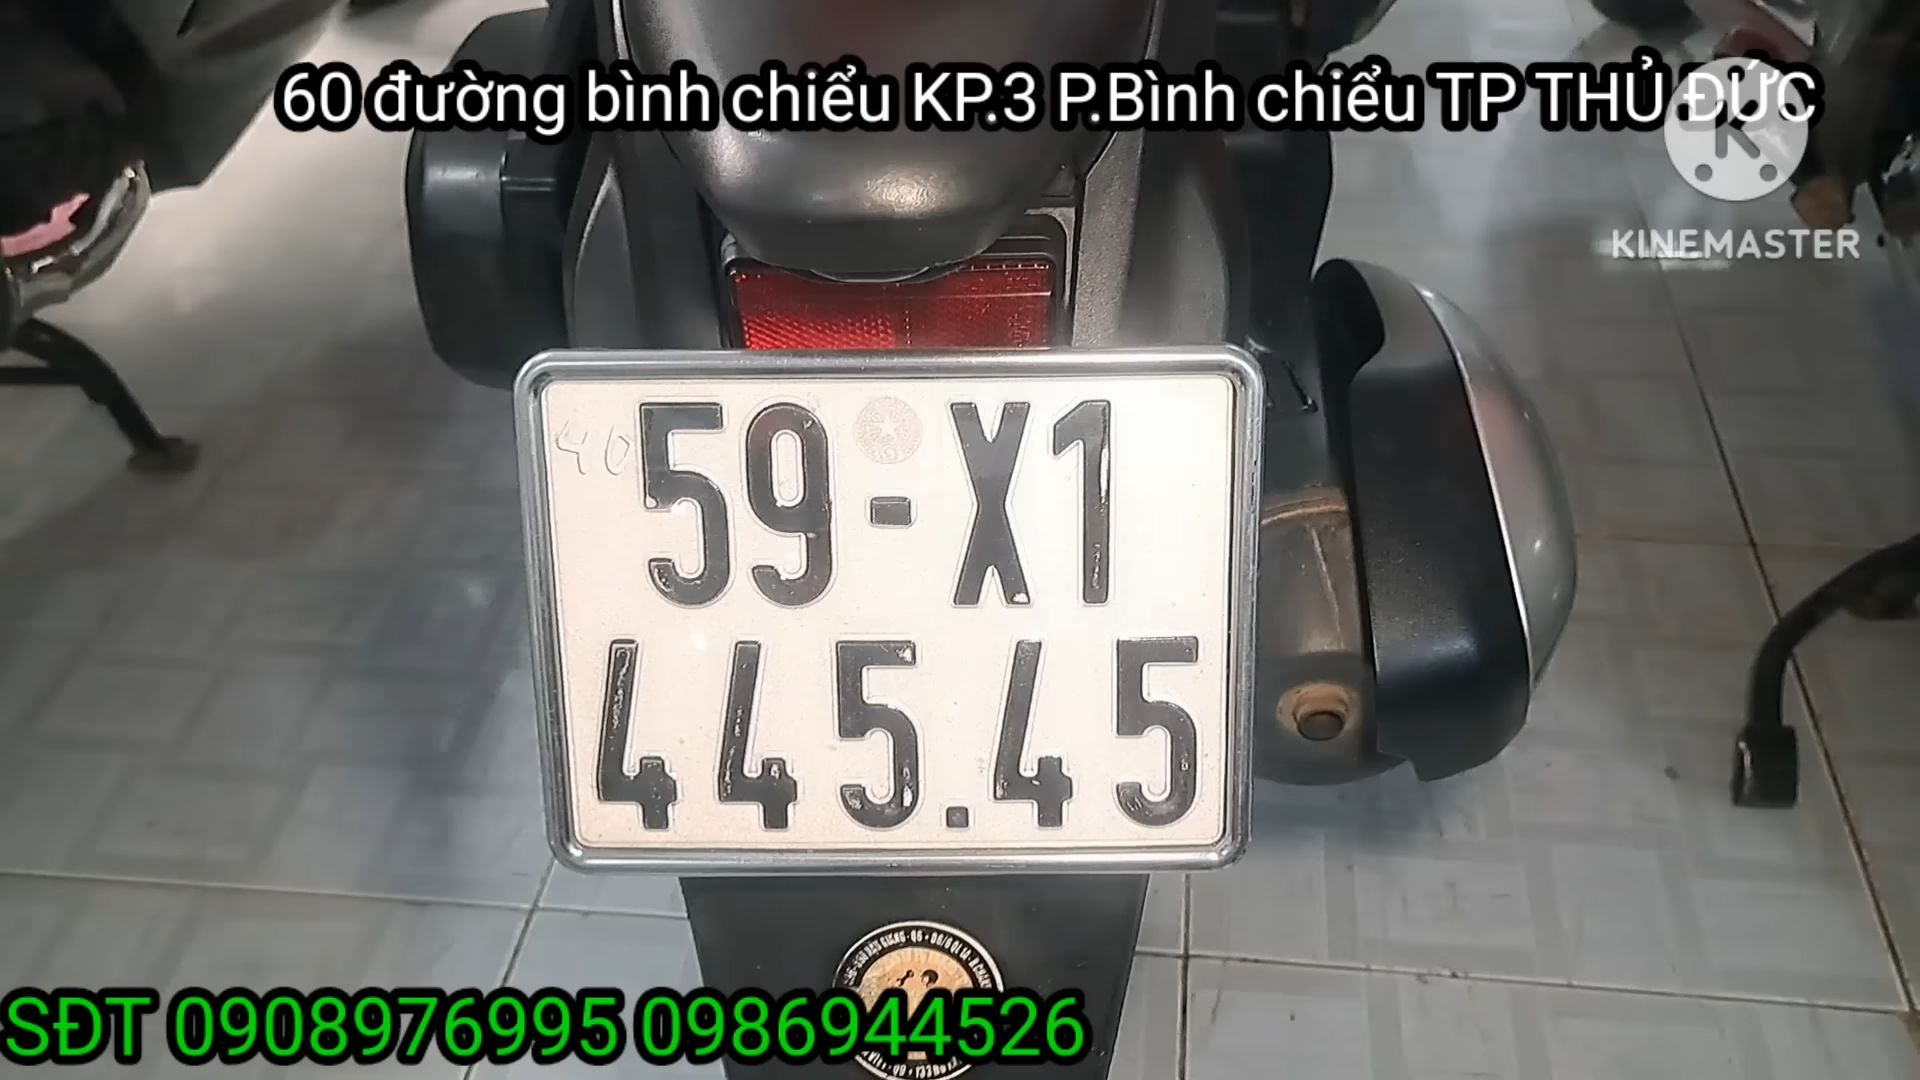 60 đường bình chiểu KP.3 P.Bình chiểu TP THỦ ĐỨC
K
KINEMASTER
40
59-X1
445.45
SĐT 0908976995 0986944526